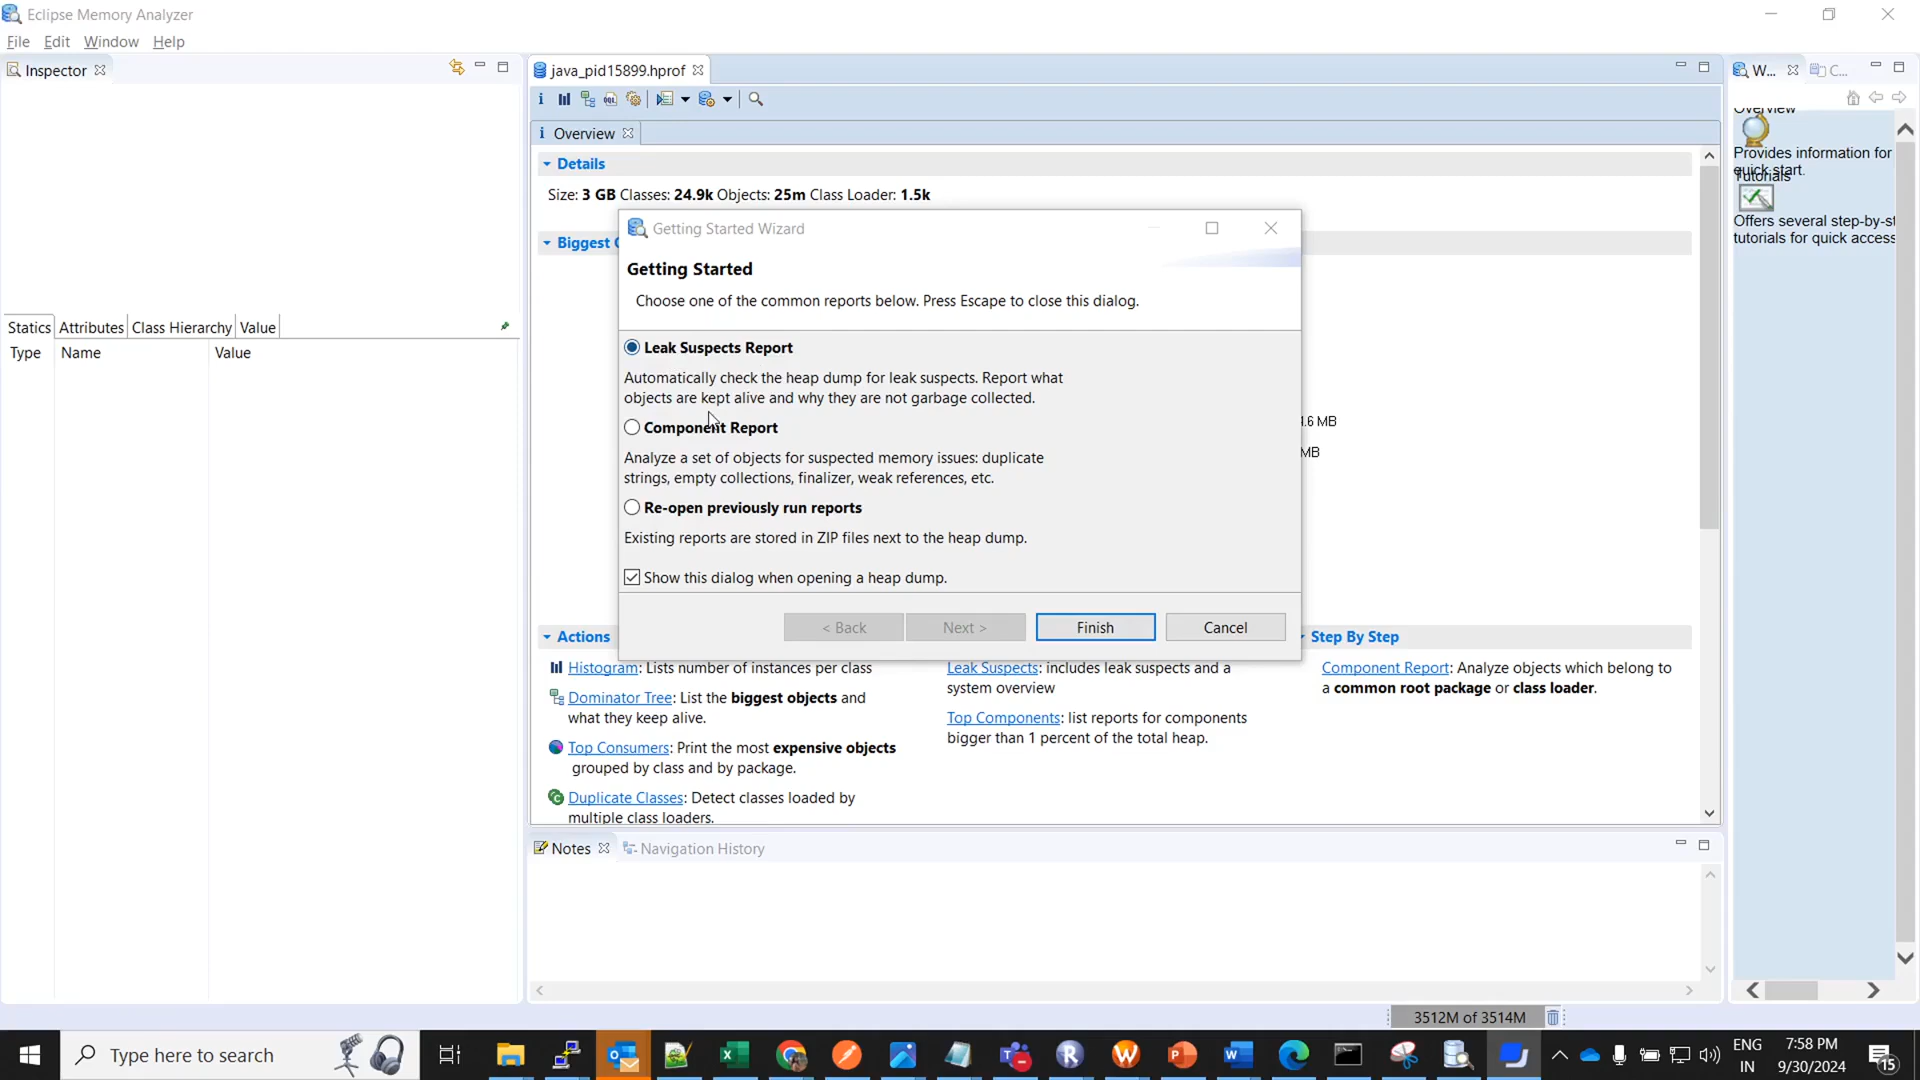 Eclipse Memory Analyzer
File Edit Window Help
Inspector
java_pid15899.hprof
W... C...
i OQL
i Overview
Overview
Details
Provides information for
quick start.
Tutorials
Size: 3 GB Classes: 24.9k Objects: 25m Class Loader: 1.5k
Offers several step-by-st
tutorials for quick access
Getting Started Wizard
Biggest
Getting Started
Choose one of the common reports below. Press Escape to close this dialog.
Statics Attributes Class Hierarchy Value
Type Name Value
Leak Suspects Report
Automatically check the heap dump for leak suspects. Report what
objects are kept alive and why they are not garbage collected.
Component Report
.6 MB
MB
Analyze a set of objects for suspected memory issues: duplicate
strings, empty collections, finalizer, weak references, etc.
Re-open previously run reports
Existing reports are stored in ZIP files next to the heap dump.
Show this dialog when opening a heap dump.
< Back Next > Finish Cancel
Actions
Step By Step
Histogram: Lists number of instances per class
Dominator Tree: List the biggest objects and
what they keep alive.
Top Consumers: Print the most expensive objects
grouped by class and by package.
Duplicate Classes: Detect classes loaded by
multiple class loaders.
Leak Suspects: includes leak suspects and a
system overview
Top Components: list reports for components
bigger than 1 percent of the total heap.
Component Report: Analyze objects which belong to
a common root package or class loader.
Notes Navigation History
3512M of 3514M
Type here to search
ENG
IN
7:58 PM
9/30/2024
15